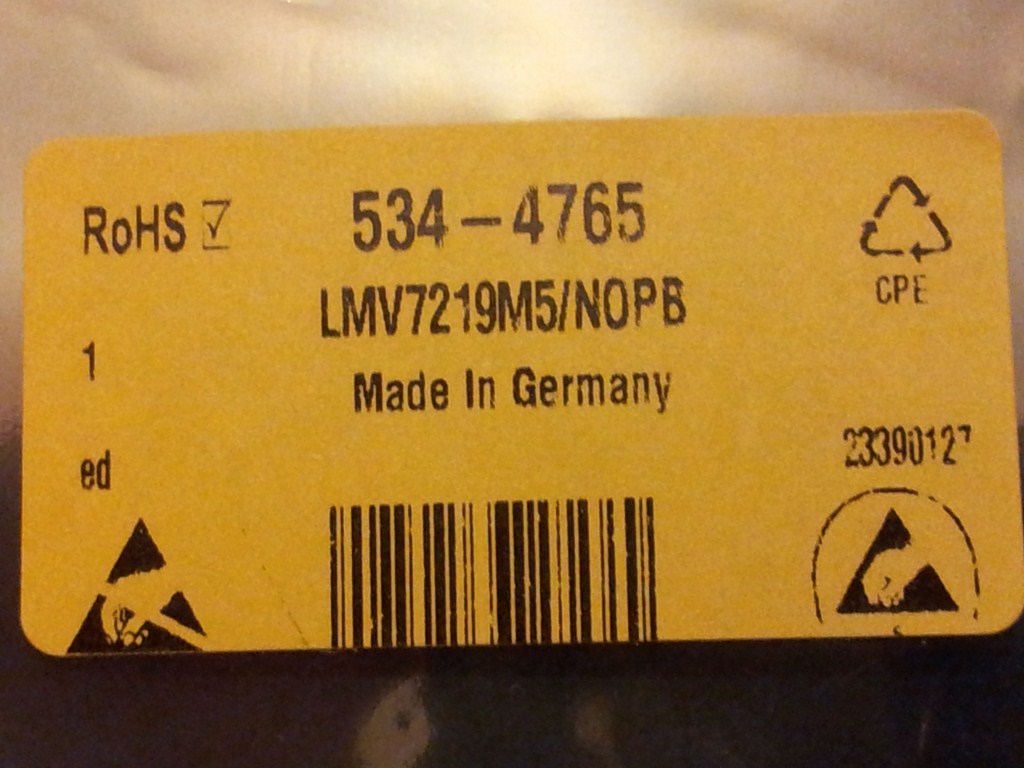 RoHS
534-4765
LMV7219M5/NOPB
CPE
1
Made In Germany
ed
23390127
S